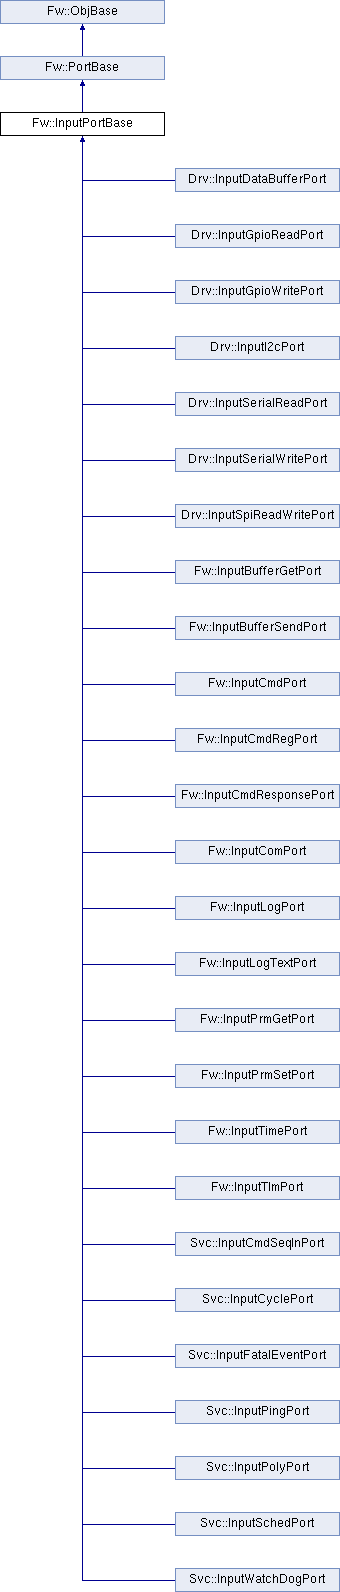 Fw::ObjBase
Fw::PortBase
Fw::InputPortBase
Drv::InputDataBufferPort
Drv::InputGpioReadPort
Drv::InputGpioWritePort
Drv::InputI2cPort
Drv::InputSerialReadPort
Drv::InputSerialWritePort
Drv::InputSpiReadWritePort
Fw::InputBufferGetPort
Fw::InputBufferSendPort
Fw::InputCmdPort
Fw::InputCmdRegPort
Fw::InputCmdResponsePort
Fw::InputComPort
Fw::InputLogPort
Fw::InputLogTextPort
Fw::InputPrmGetPort
Fw::InputPrmSetPort
Fw::InputTimePort
Fw::InputTlmPort
Svc::InputCmdSeqInPort
Svc::InputCyclePort
Svc::InputFatalEventPort
Svc::InputPingPort
Svc::InputPolyPort
Svc::InputSchedPort
Svc::InputWatchDogPort